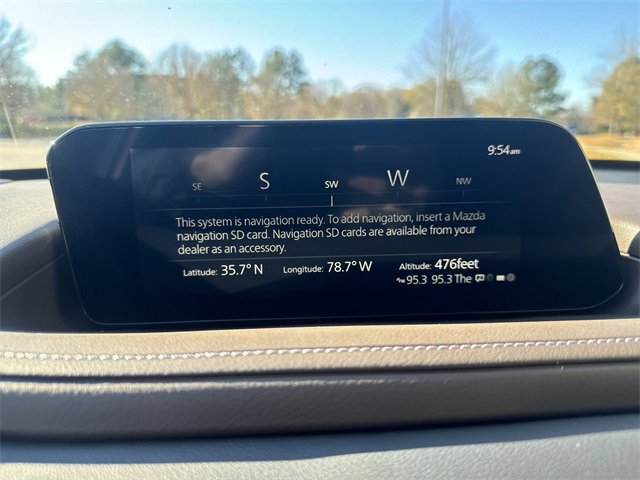 9:54am
SE S SW W NW
This system is navigation ready. To add navigation, insert a Mazda
navigation SD card. Navigation SD cards are available from your
dealer as an accessory.
Latitude: 35.7° N Longitude: 78.7° W Altitude: 476feet
FM 95.3 95.3 The